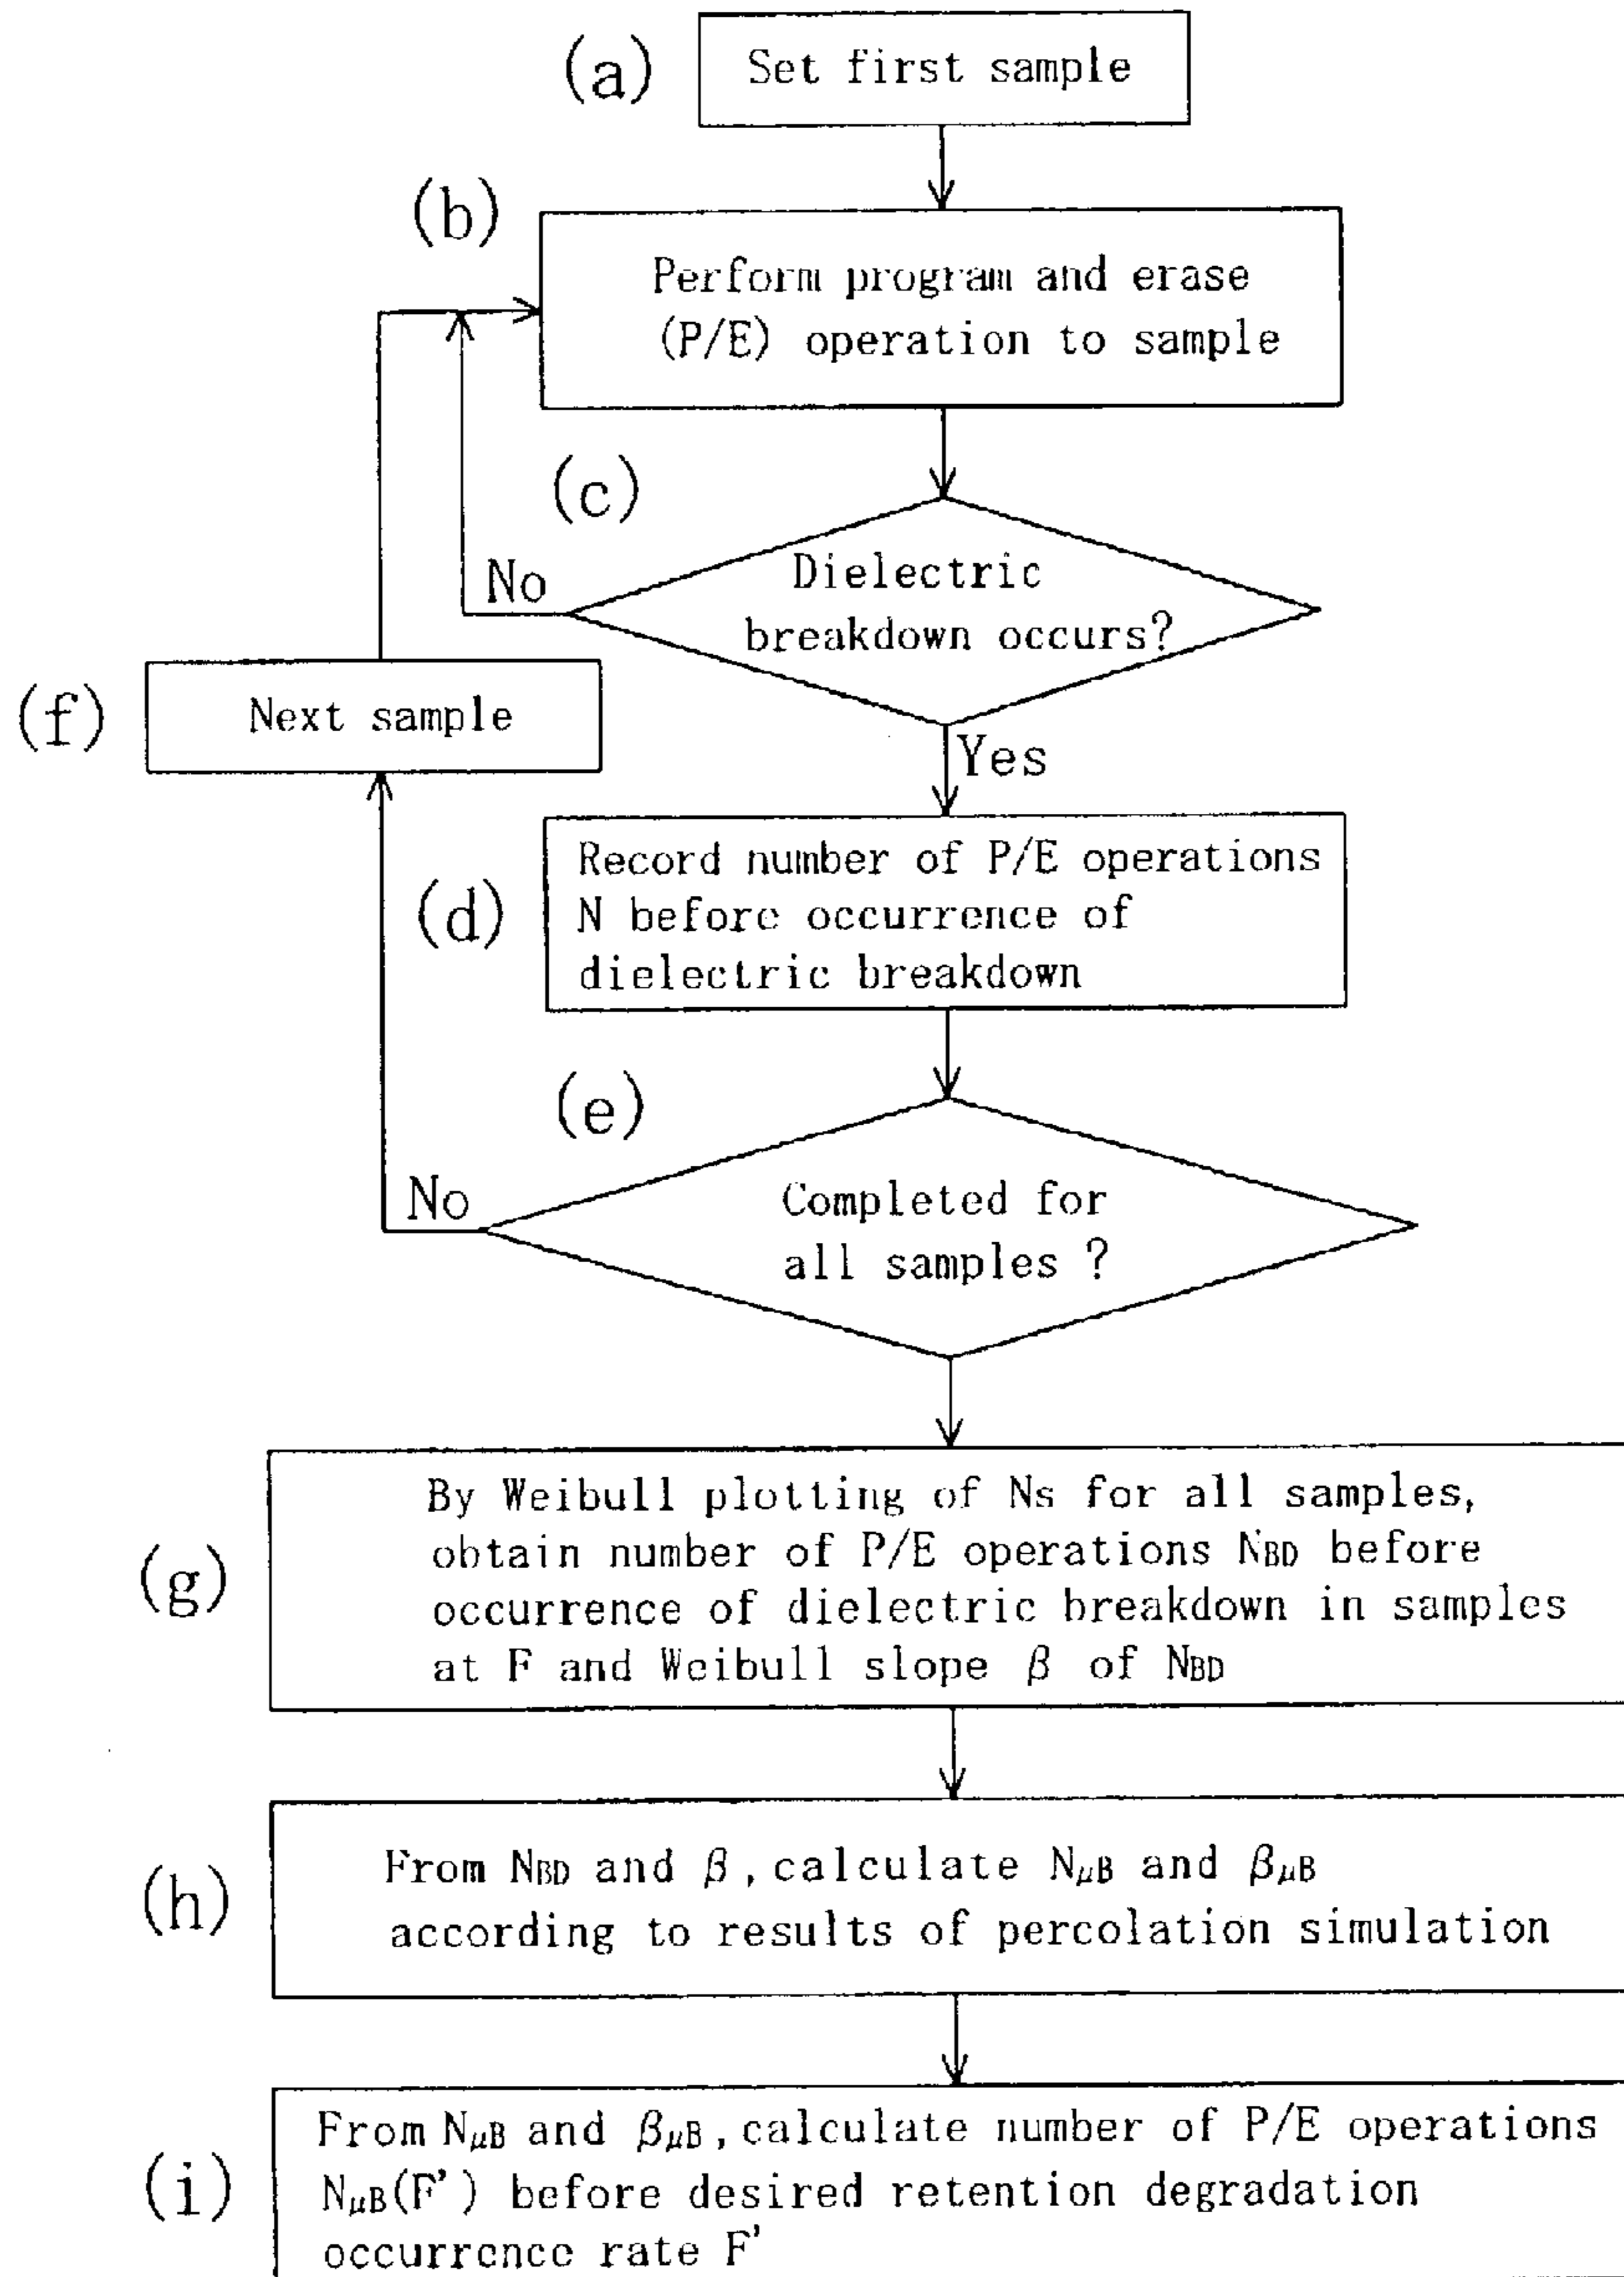 (a)
Set first sample
(b)
Perform program and erase
(P/E) operation to sample
(c)
Dielectric
breakdown occurs?
No
Yes
(f)
Next sample
(d)
Record number of P/E operations
N before occurrence of
dielectric breakdown
(e)
Completed for
all samples ?
No
(g)
By Weibull plotting of Ns for all samples,
obtain number of P/E operations NBD before
occurrence of dielectric breakdown in samples
at F and Weibull slope β of NBD
(h)
From NBD and β, calculate NμB and βμB
according to results of percolation simulation
(i)
From NμB and βμB, calculate number of P/E operations
NμB(F') before desired retention degradation
occurrence rate F'